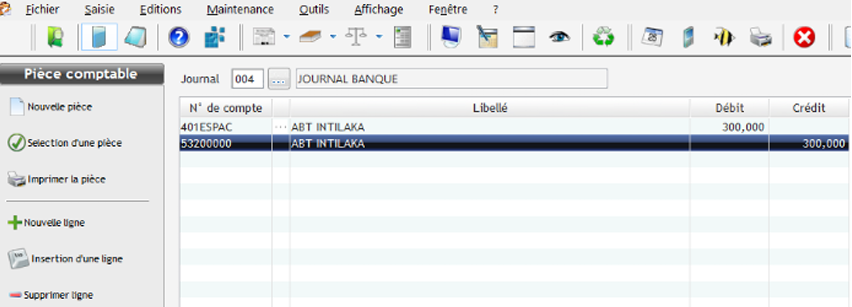 Fichier Saisie Editions Maintenance Outils Affichage Fenêtre ?
Pièce comptable
Nouvelle pièce
Selection d'une pièce
Imprimer la pièce
Nouvelle ligne
Insertion d'une ligne
Supprimer ligne
Journal 004 ... JOURNAL BANQUE
N° de compte Libellé Débit Crédit
401ESPAC ... ABT INTILAKA 300,000
53200000 ABT INTILAKA 300,000